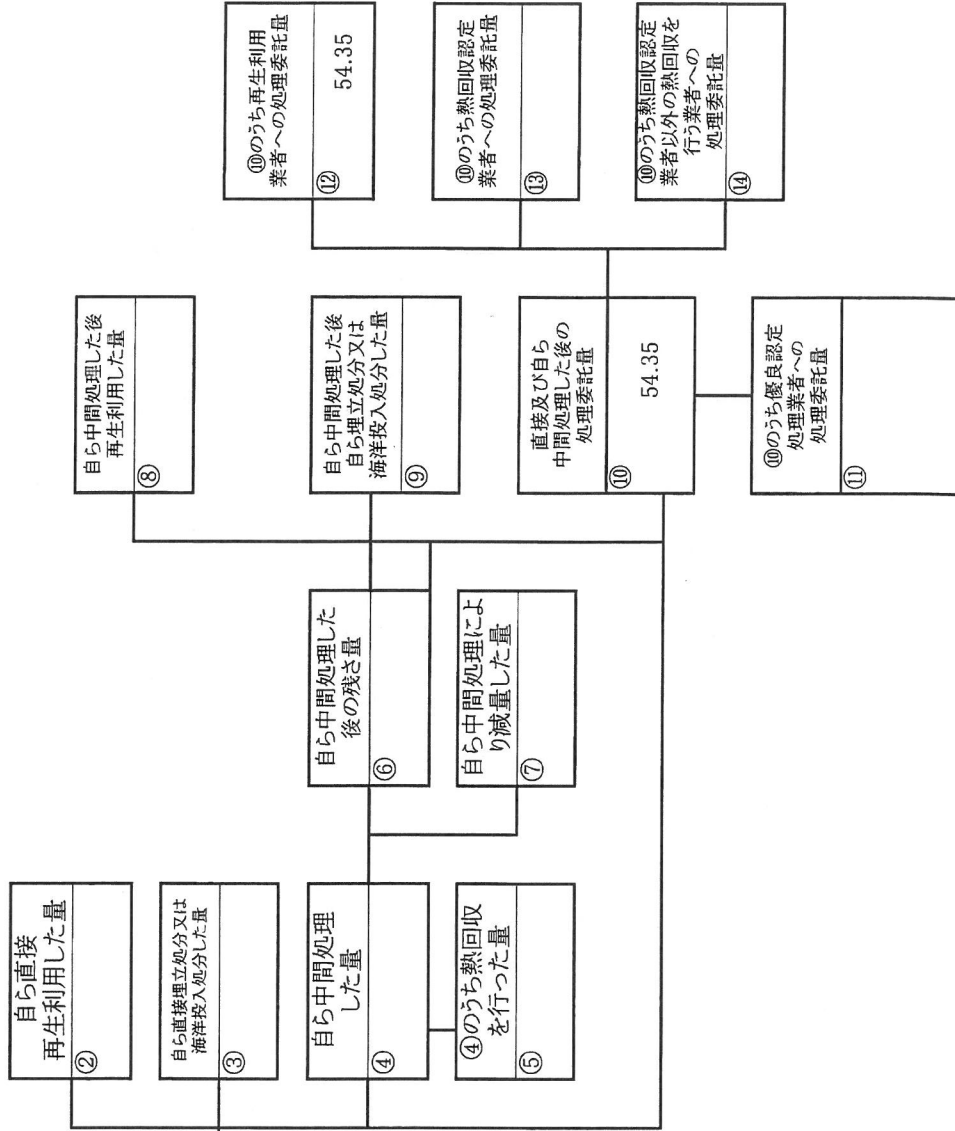 自ら直接
再生利用した量
②
自ら直接埋立処分又は
海洋投入処分した量
③
自ら中間処理
した量
④
④のうち熱回収
を行った量
⑤
自ら中間処理した
後の残さ量
⑥
自ら中間処理によ
り減量した量
⑦
自ら中間処理した後
再生利用した量
⑧
自ら中間処理した後
自ら埋立処分又は
海洋投入処分した量
⑨
直接及び自ら
中間処理した後の
処理委託量
⑩
54.35
⑩のうち優良認定
処理業者への
処理委託量
⑪
⑩のうち再生利用
業者への処理委託量
⑫
54.35
⑩のうち熱回収認定
業者への処理委託量
⑬
⑩のうち熱回収認定
業者以外の熱回収を
行う業者への
処理委託量
⑭